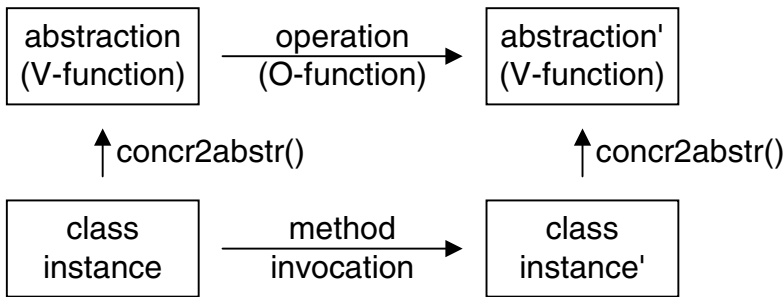 abstraction
(V-function)
operation
(O-function)
abstraction'
(V-function)
concr2abstr()
concr2abstr()
class
instance
method
invocation
class
instance'